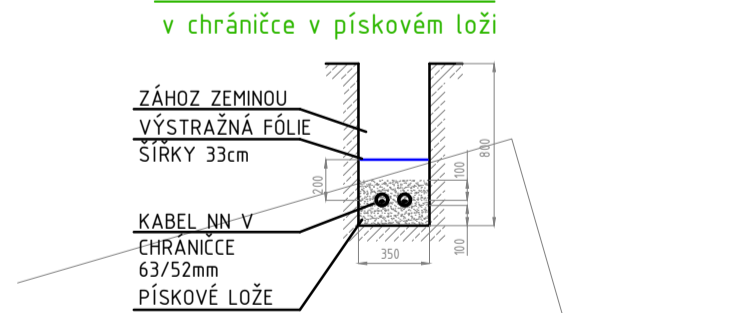 v chráničce v pískovém loži
ZÁHOZ ZEMINOU
VÝSTRAŽNÁ FÓLIE
ŠÍŘKY 33cm
800
100
200
KABEL NN V
CHRÁNIČCE
63/52mm
350
100
PÍSKOVÉ LOŽE